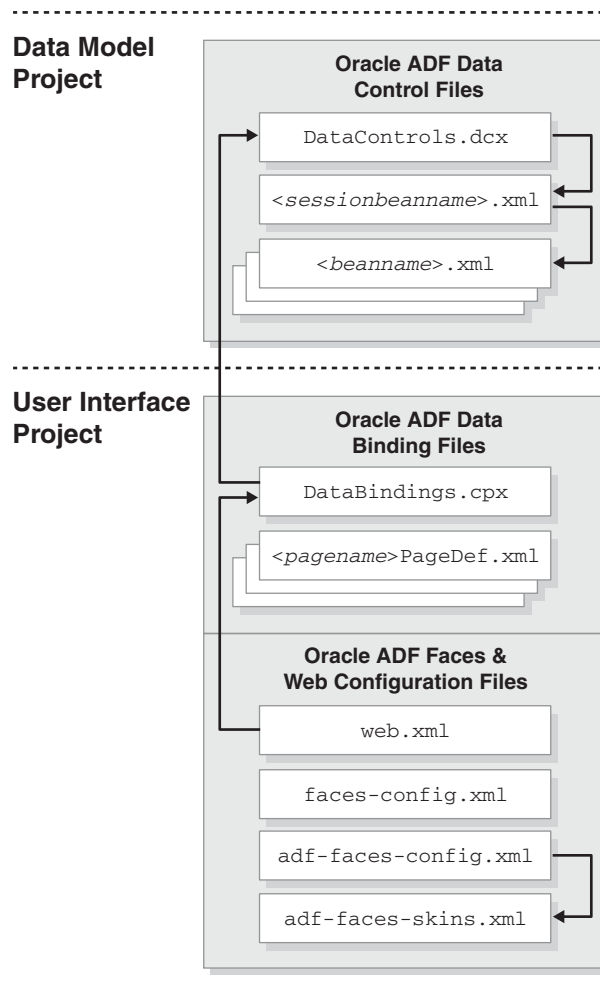 Data Model
Project
Oracle ADF Data
Control Files
DataControls.dcx
<sessionbeanname>.xml
<beanname>.xml
User Interface
Project
Oracle ADF Data
Binding Files
DataBindings.cpx
<pagename>PageDef.xml
Oracle ADF Faces &
Web Configuration Files
web.xml
faces-config.xml
adf-faces-config.xml
adf-faces-skins.xml